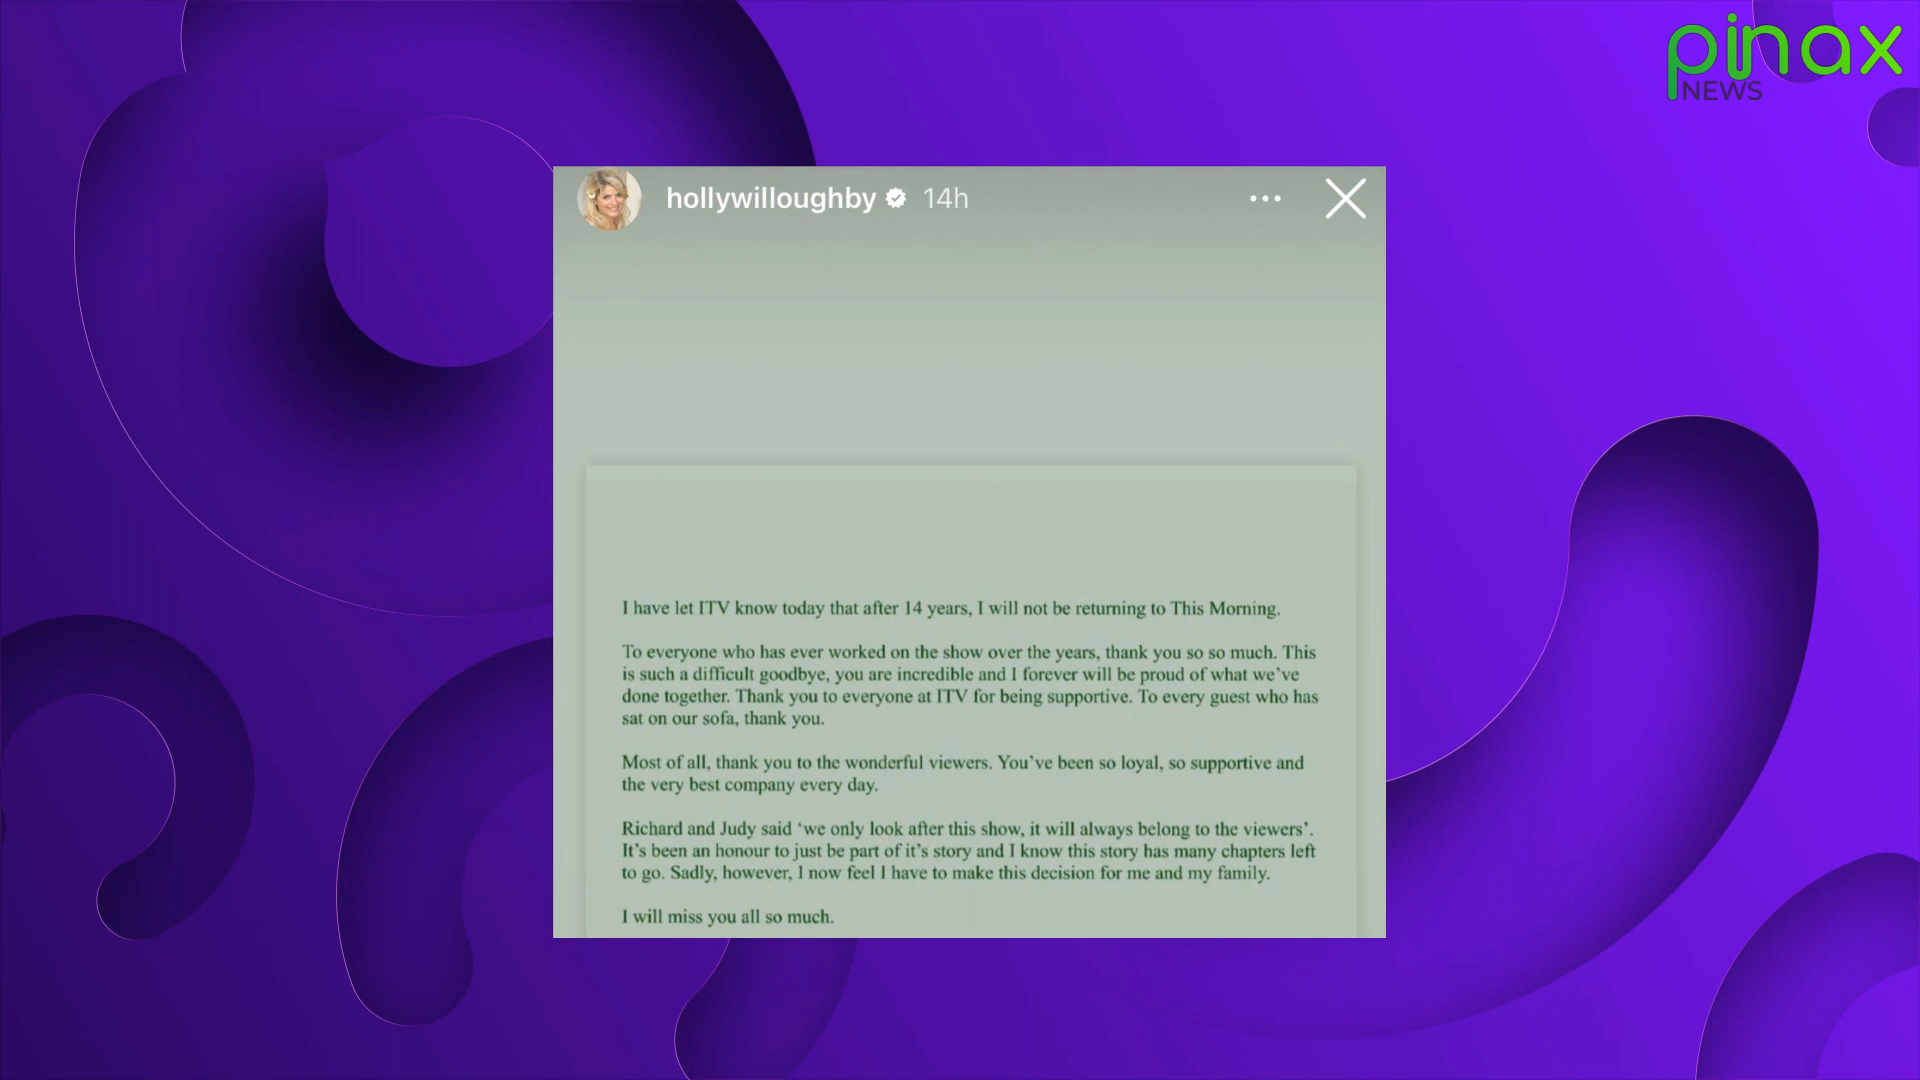 pinax
NEWS
hollywilloughby 14h
I have let ITV know today that after 14 years, I will not be returning to This Morning.
To everyone who has ever worked on the show over the years, thank you so so much. This
is such a difficult goodbye, you are incredible and I forever will be proud of what we’ve
done together. Thank you to everyone at ITV for being supportive. To every guest who has
sat on our sofa, thank you.
Most of all, thank you to the wonderful viewers. You’ve been so loyal, so supportive and
the very best company every day.
Richard and Judy said ‘we only look after this show, it will always belong to the viewers’.
It’s been an honour to just be part of it’s story and I know this story has many chapters left
to go. Sadly, however, I now feel I have to make this decision for me and my family.
I will miss you all so much.